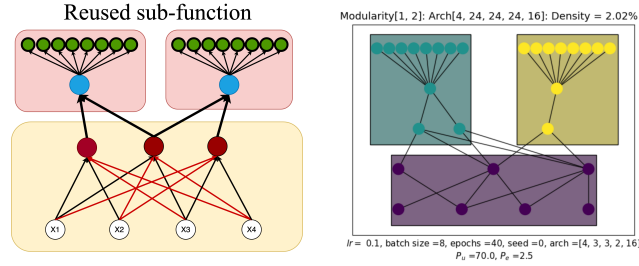 Reused sub-function
X1 X2 X3 X4
Modularity[1, 2]: Arch[4, 24, 24, 24, 16]: Density = 2.02%
lr = 0.1, batch size =8, epochs =40, seed =0, arch =[4, 3, 3, 2, 16]
P_u =70.0, P_e =2.5